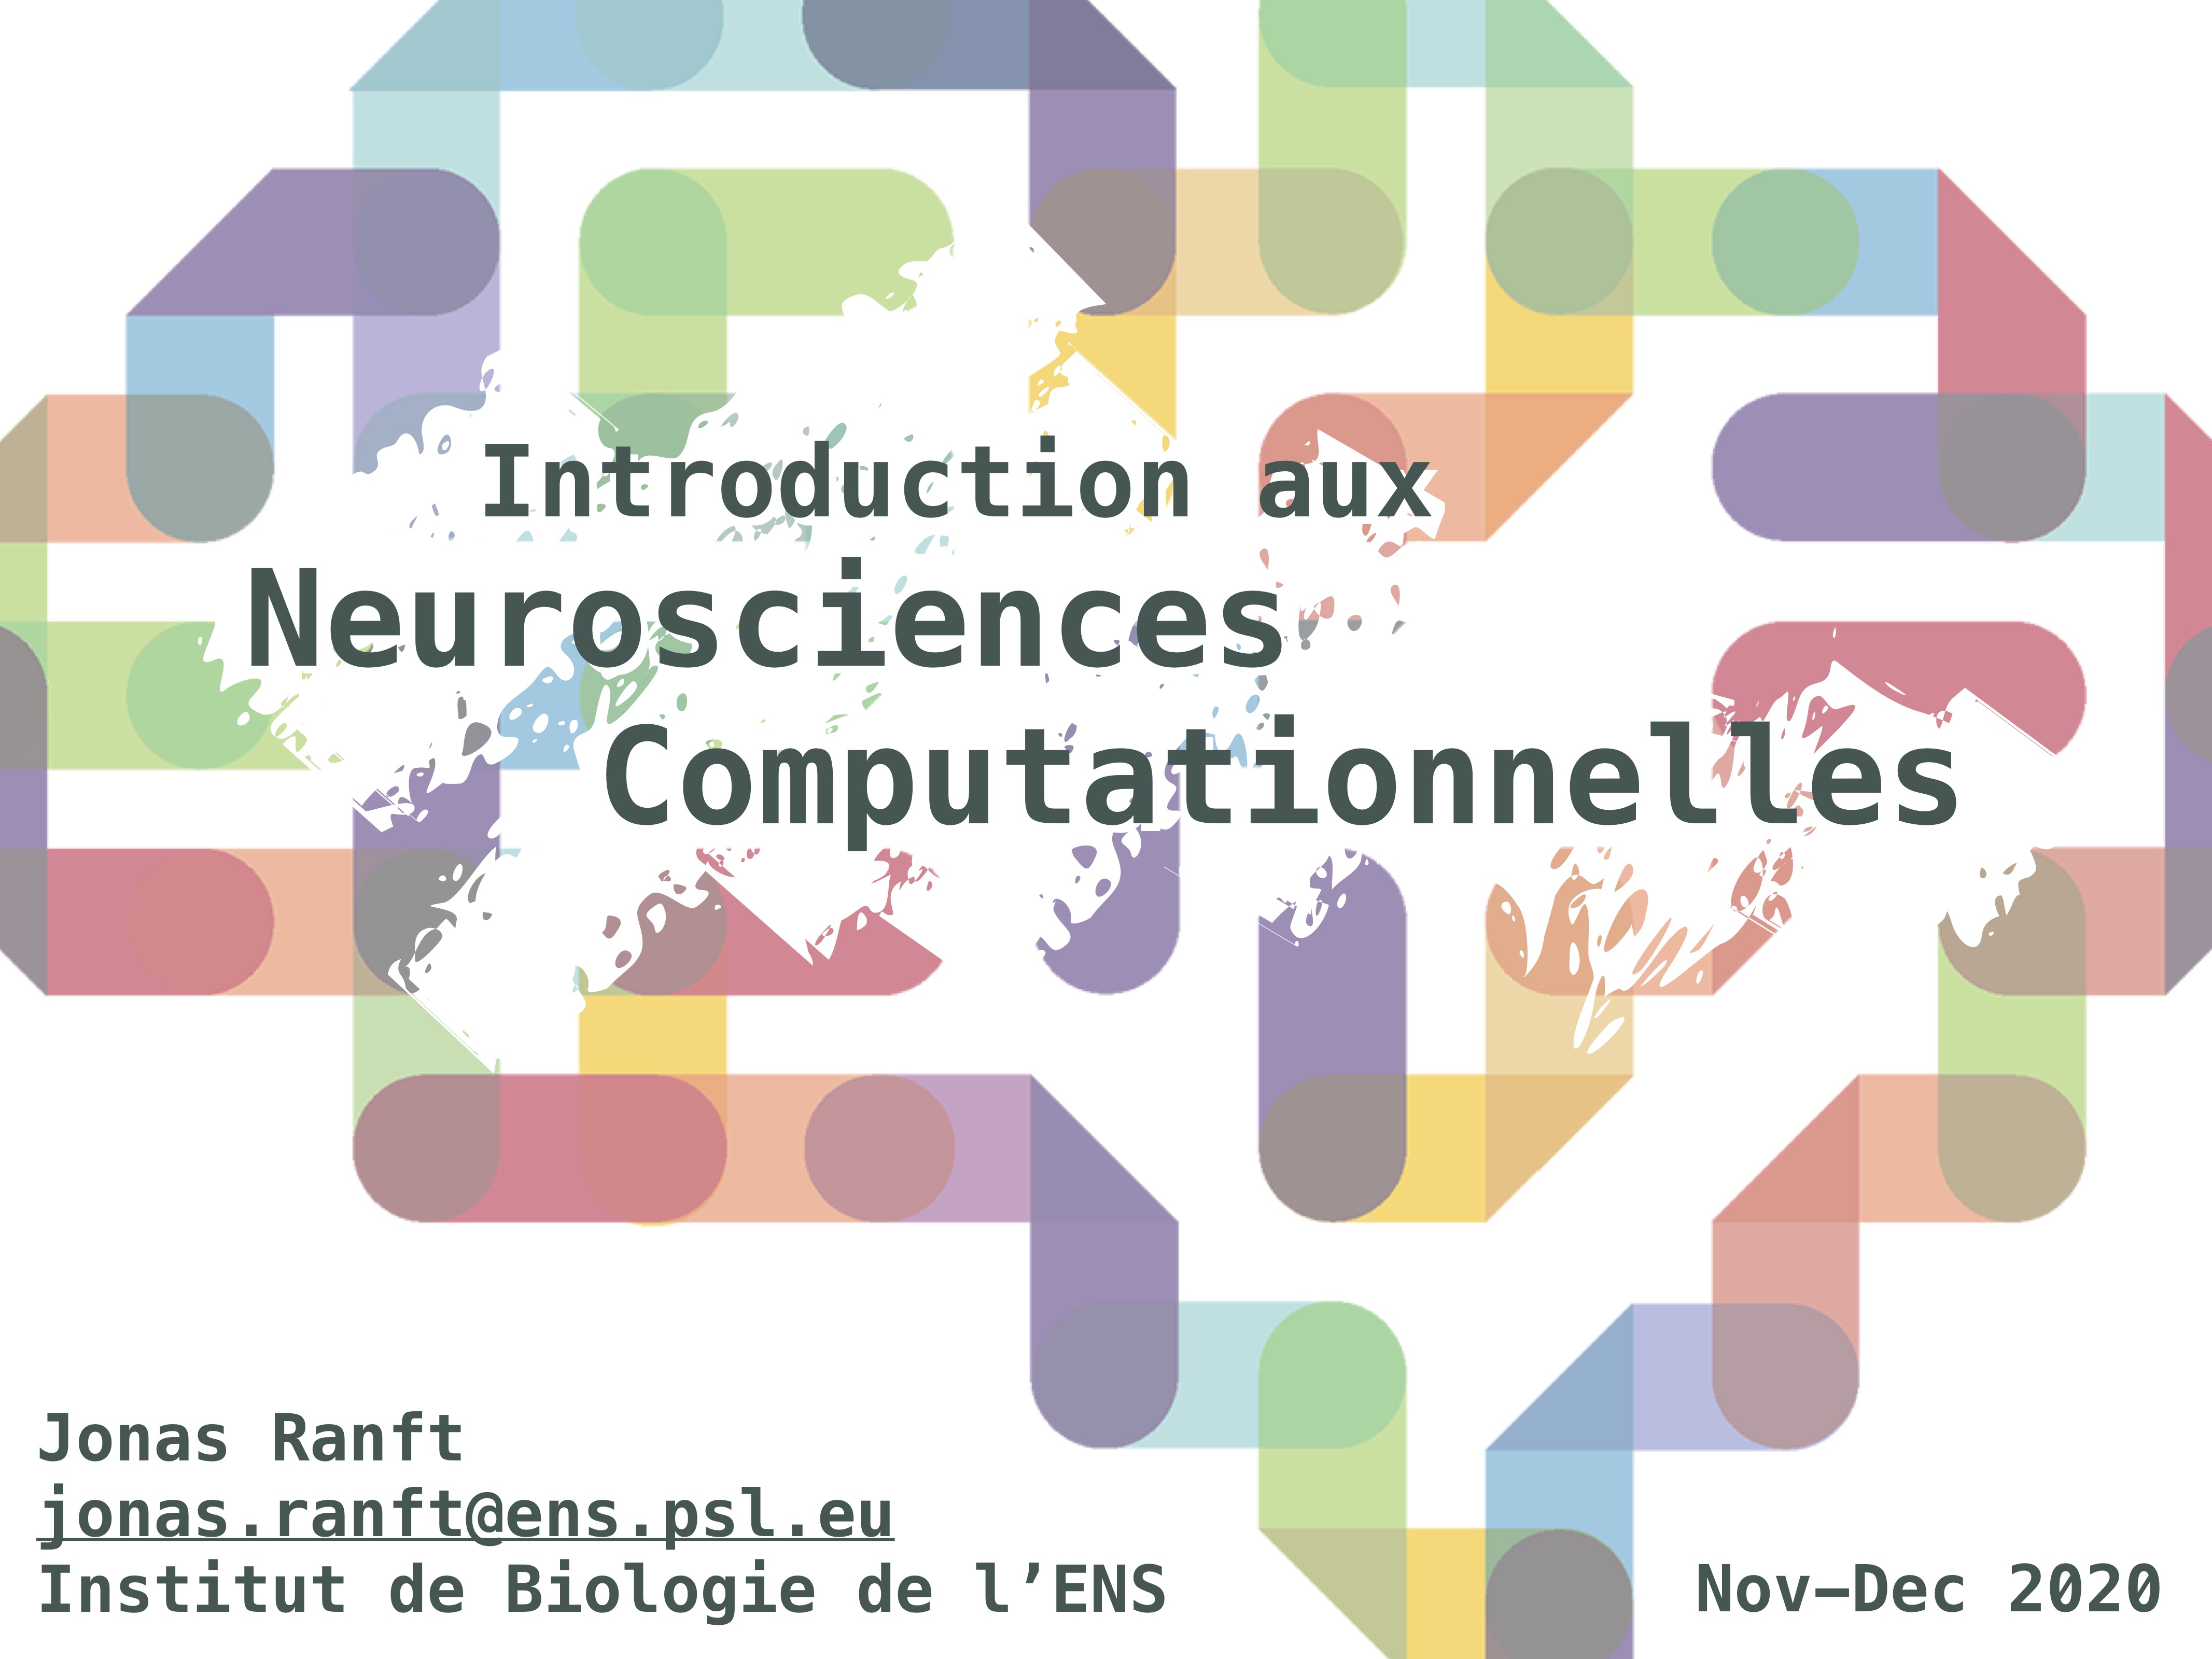 Introduction aux
Neurosciences
Computationnelles
Jonas Ranft
jonas.ranft@ens.psl.eu
Institut de Biologie de l’ENS
Nov–Dec 2020